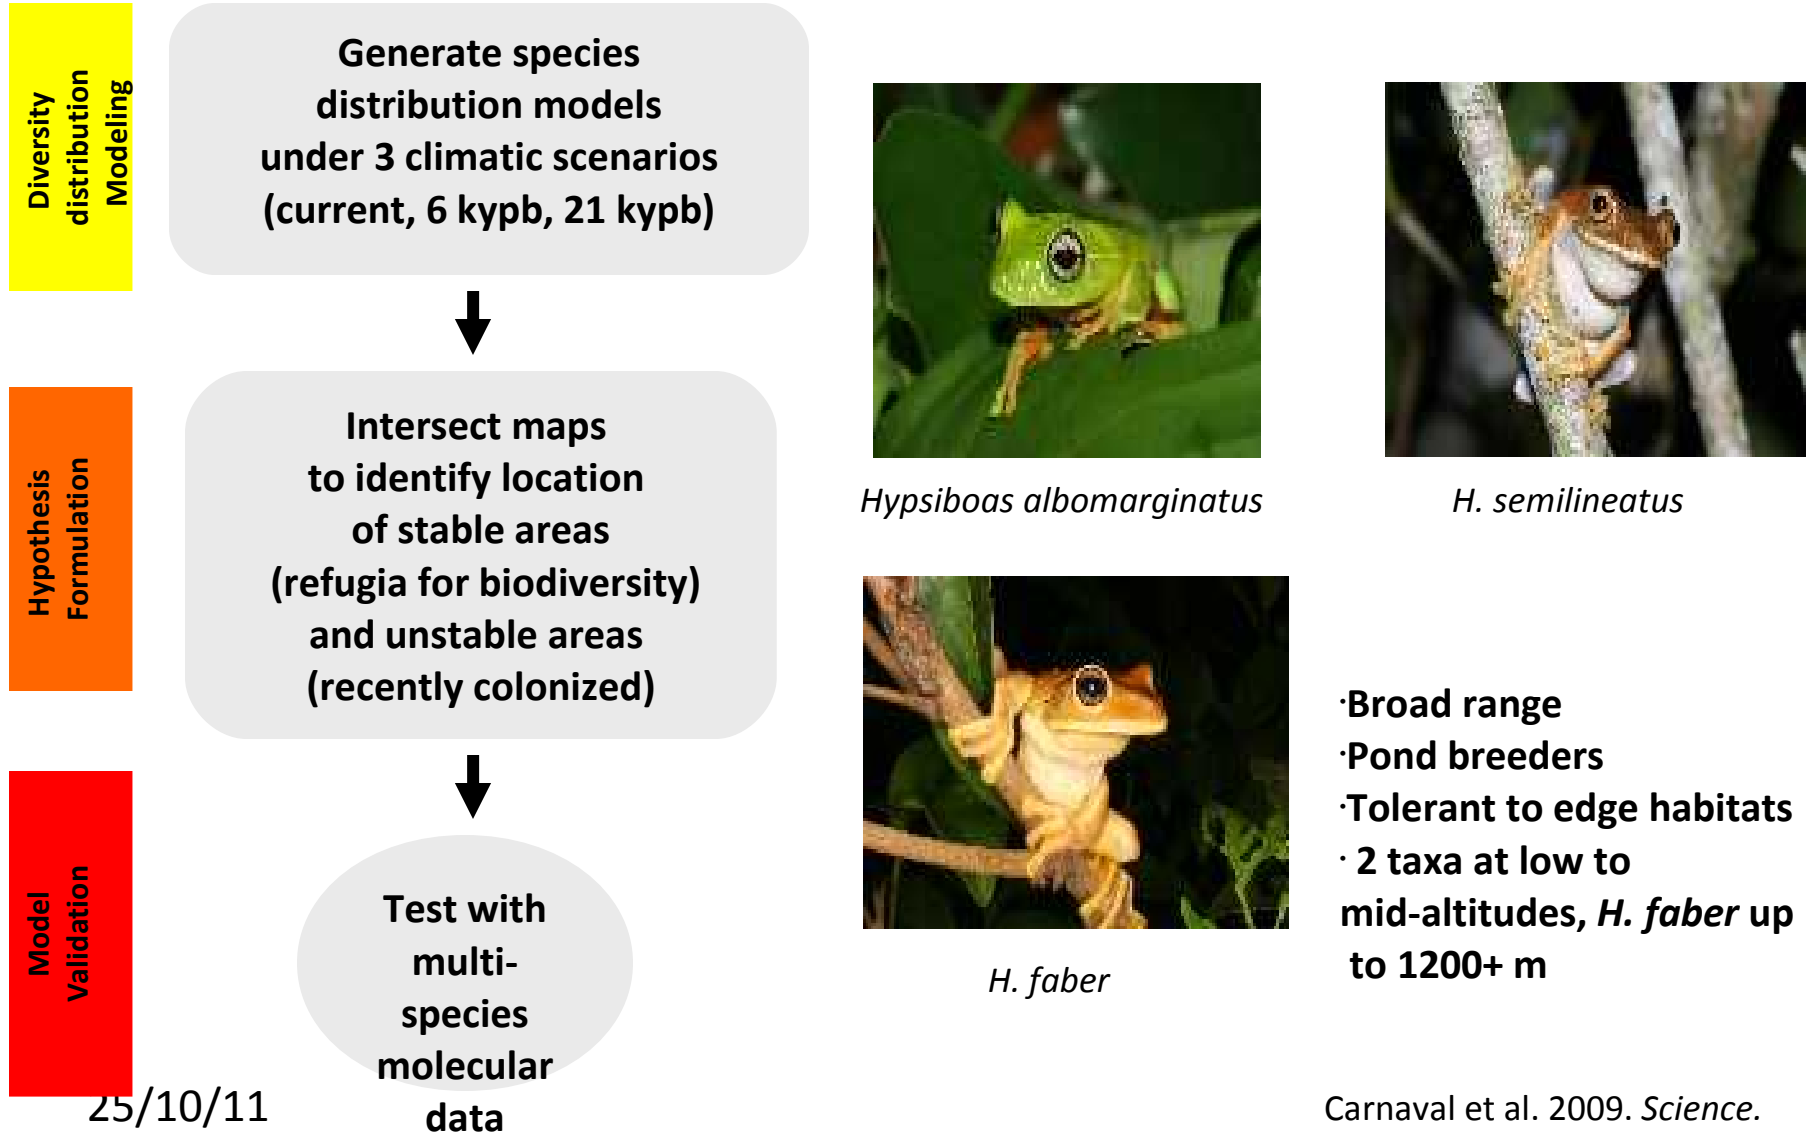 Diversity
distribution
Modeling
Generate species
distribution models
under 3 climatic scenarios
(current, 6 kypb, 21 kypb)
Hypothesis
Formulation
Intersect maps
to identify location
of stable areas
(refugia for biodiversity)
and unstable areas
(recently colonized)
Model
Validation
Test with
multi-
species
molecular
data
Hypsiboas albomarginatus
H. semilineatus
H. faber
·Broad range
·Pond breeders
·Tolerant to edge habitats
· 2 taxa at low to
mid-altitudes, H. faber up
to 1200+ m
25/10/11
Carnaval et al. 2009. Science.